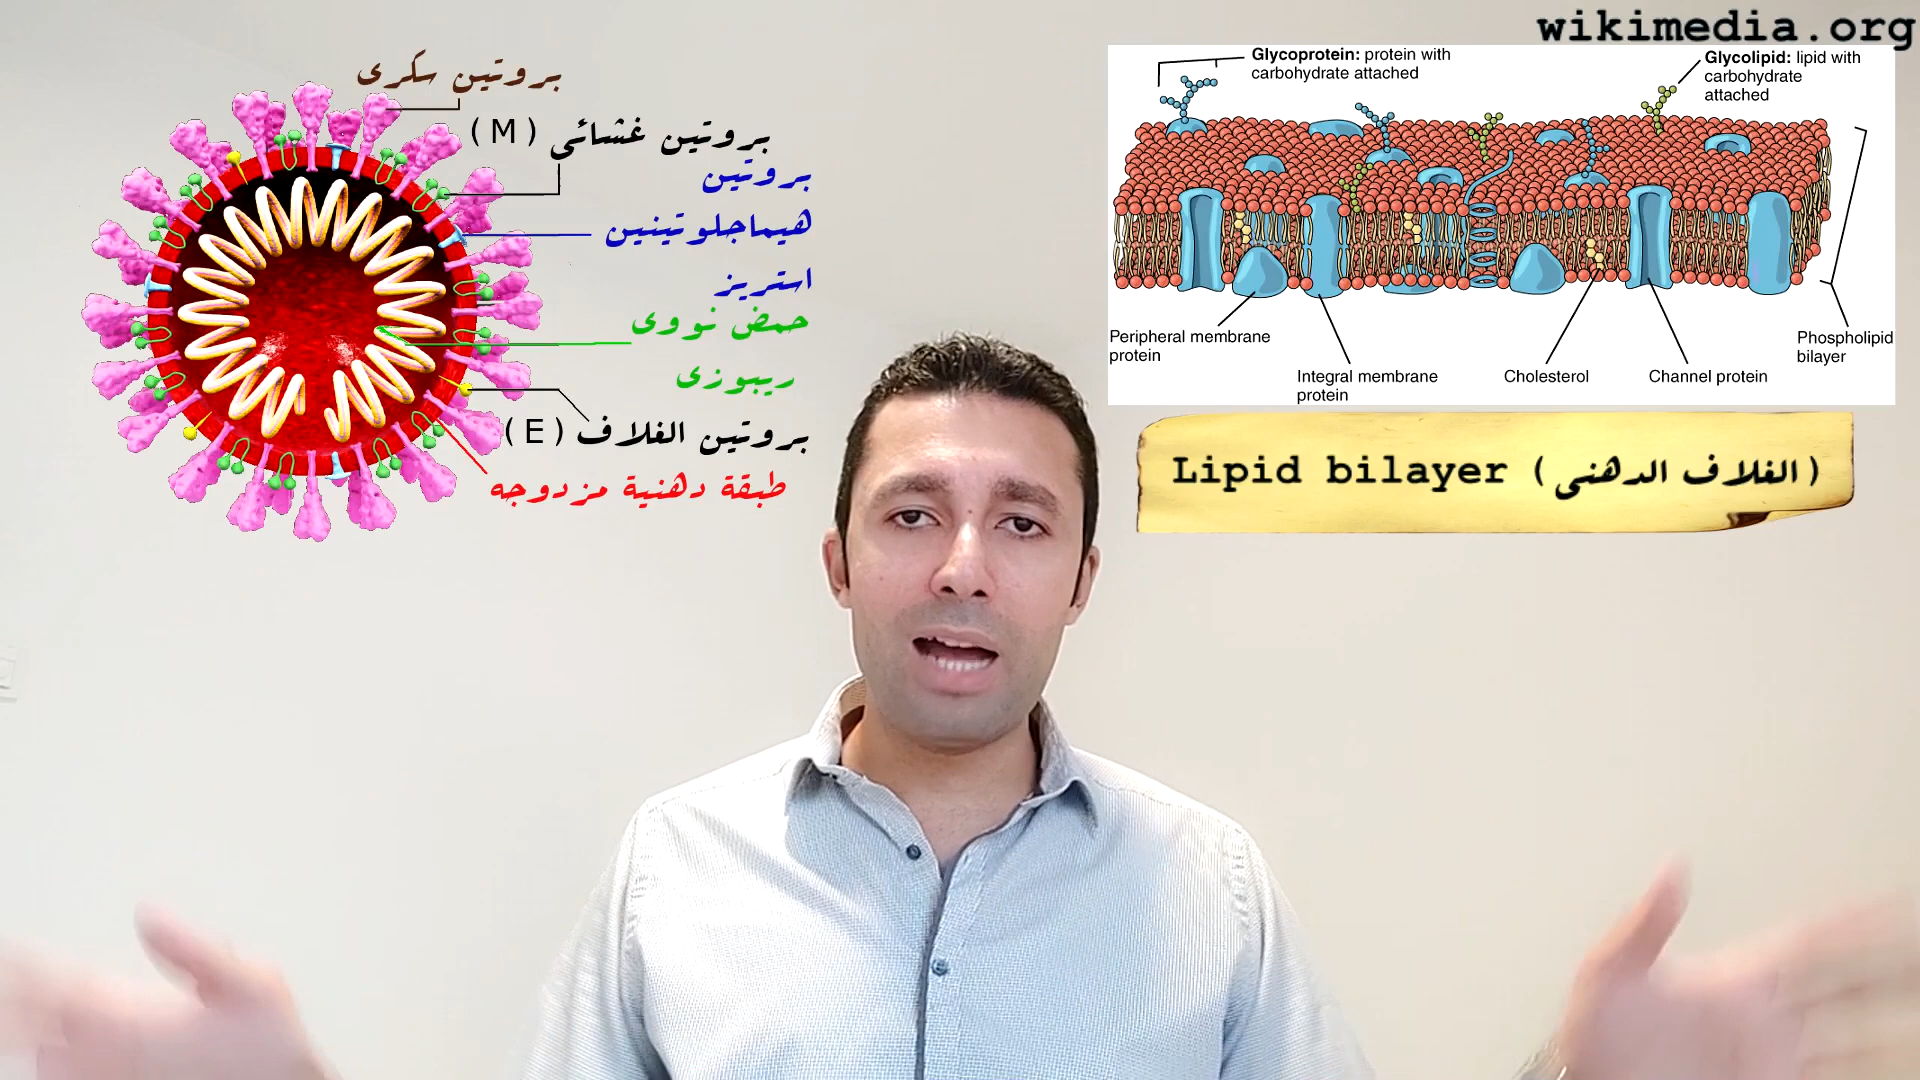 wikimedia.org
بروتين سكرى
بروتين غشائى (M)
بروتين
هيماجلوتينين
استريز
حمض نووى
ريبوزى
بروتين الغلاف (E)
طبقة دهنية مزدوجه
Glycoprotein: protein with
carbohydrate attached
Glycolipid: lipid with
carbohydrate
attached
Peripheral membrane
protein
Integral membrane
protein
Cholesterol
Channel protein
Phospholipid
bilayer
Lipid bilayer (الغلاف الدهنى)